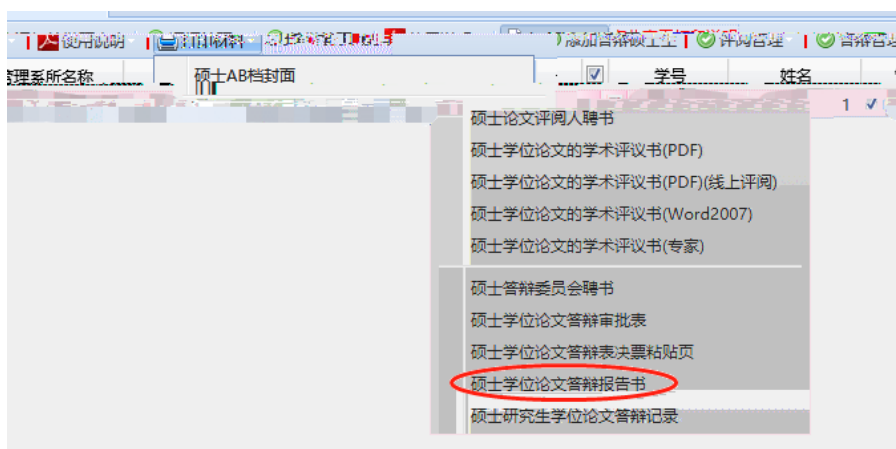 使用说明 打印材料 添加答辩硕士生 评阅管理
管理系所名称 学号 姓名
硕士AB档封面
1
硕士论文评阅人聘书
硕士学位论文的学术评议书(PDF)
硕士学位论文的学术评议书(PDF)(线上评阅)
硕士学位论文的学术评议书(Word2007)
硕士学位论文的学术评议书(专家)
硕士答辩委员会聘书
硕士学位论文答辩审批表
硕士学位论文答辩表决票粘贴页
硕士学位论文答辩报告书
硕士研究生学位论文答辩记录